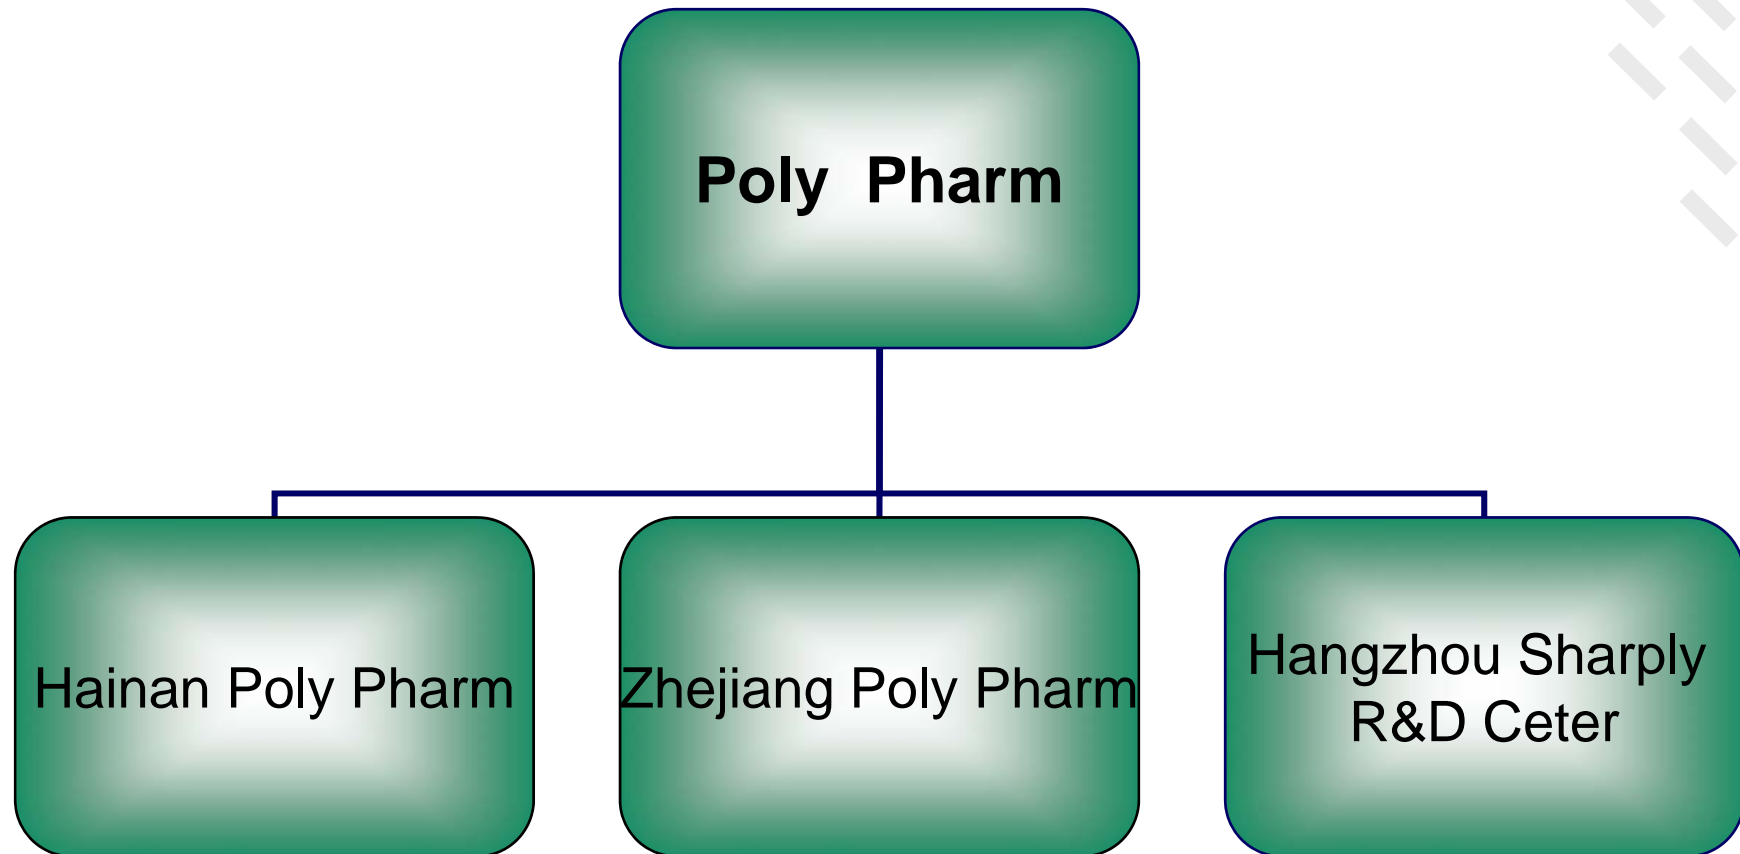 Poly Pharm
Hainan Poly Pharm
Zhejiang Poly Pharm
Hangzhou Sharply
R&D Ceter